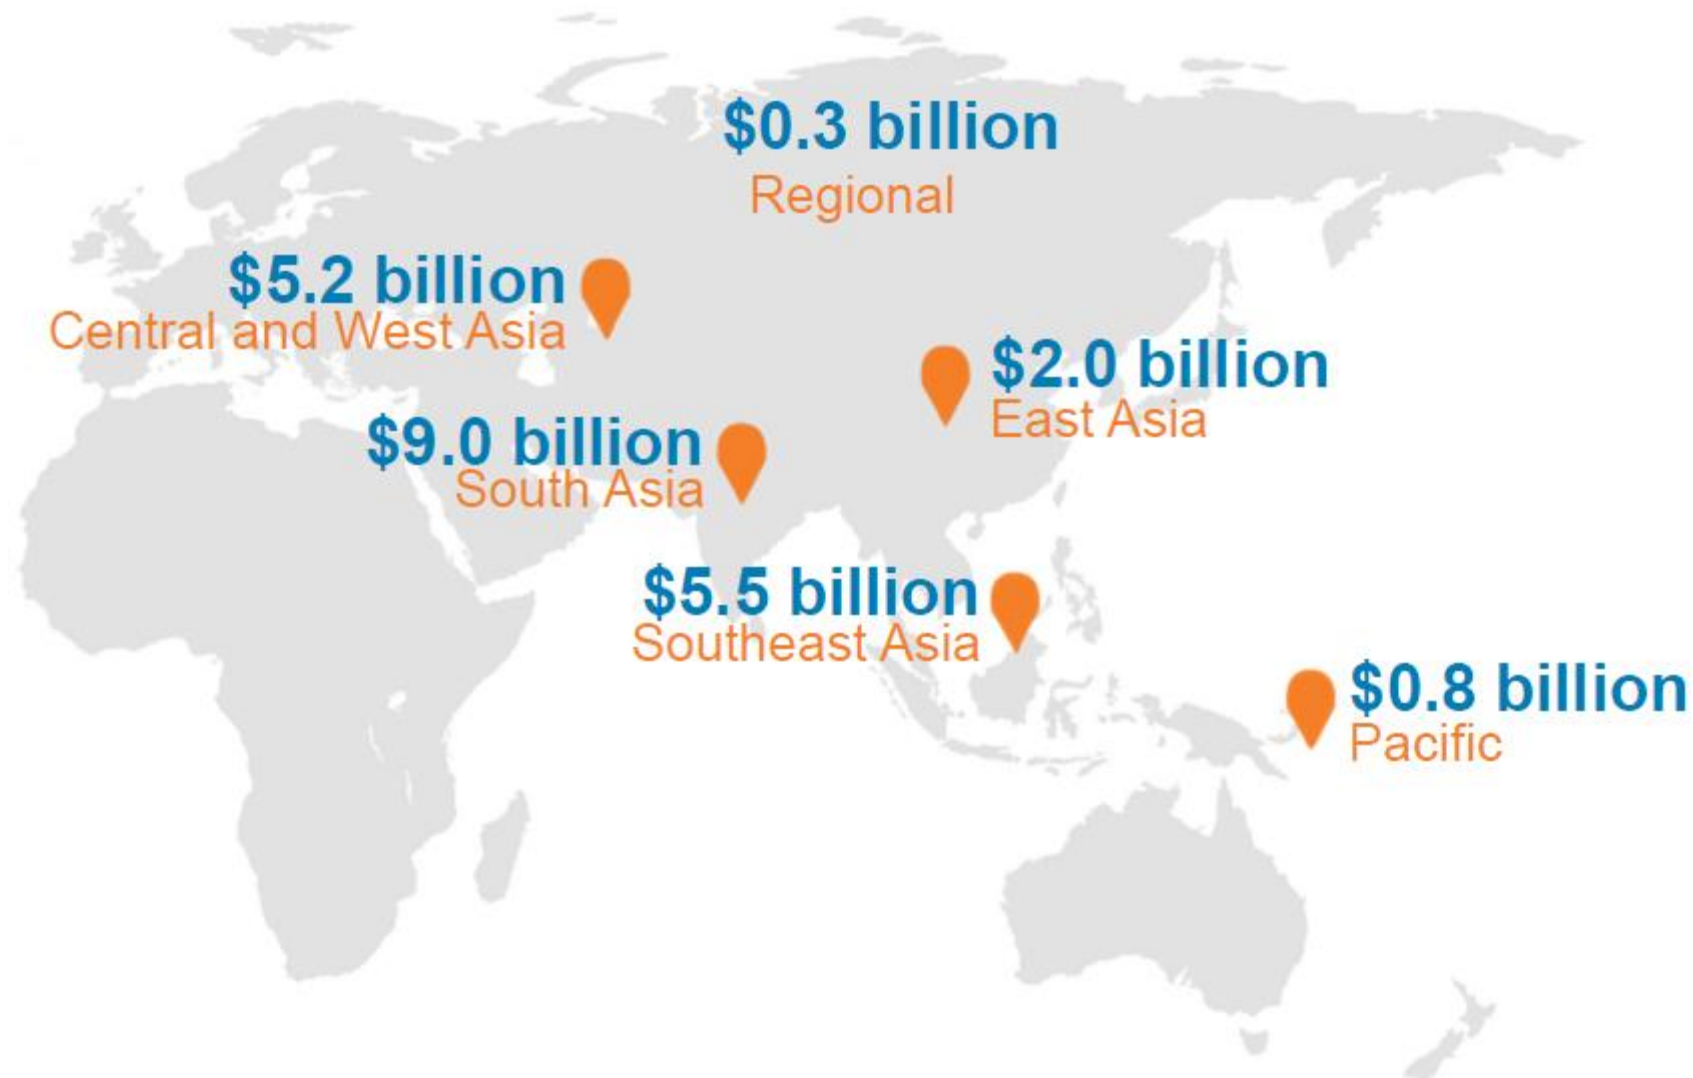 $0.3 billion
Regional
$5.2 billion
Central and West Asia
$2.0 billion
East Asia
$9.0 billion
South Asia
$5.5 billion
Southeast Asia
$0.8 billion
Pacific